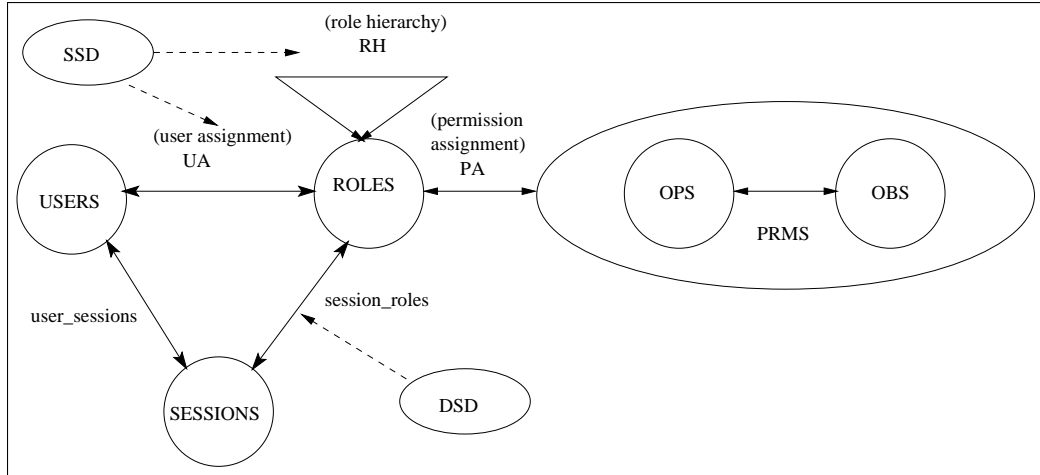 (role hierarchy)
RH
SSD
(user assignment)
UA
(permission
assignment)
PA
USERS
ROLES
OPS
OBS
PRMS
user_sessions
session_roles
SESSIONS
DSD